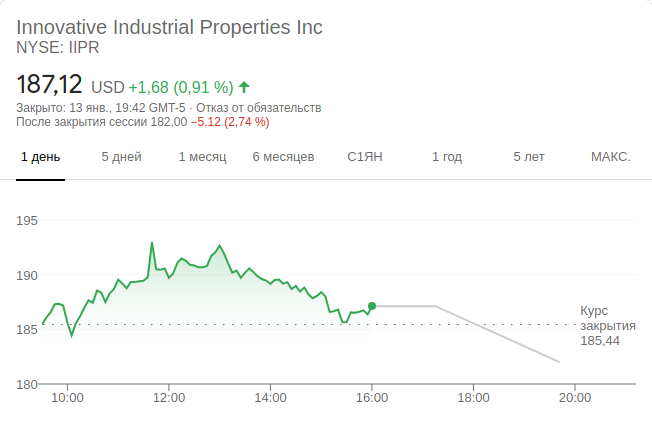 Innovative Industrial Properties Inc
NYSE: IIPR
187,12 USD +1,68 (0,91 %) ↑
Закрыто: 13 янв., 19:42 GMT-5 · Отказ от обязательств
После закрытия сессии 182,00 −5,12 (2,74 %)
1 день 5 дней 1 месяц 6 месяцев С1ЯН 1 год 5 лет МАКС.
195
190
185
180
Курс
закрытия
185,44
10:00 12:00 14:00 16:00 18:00 20:00